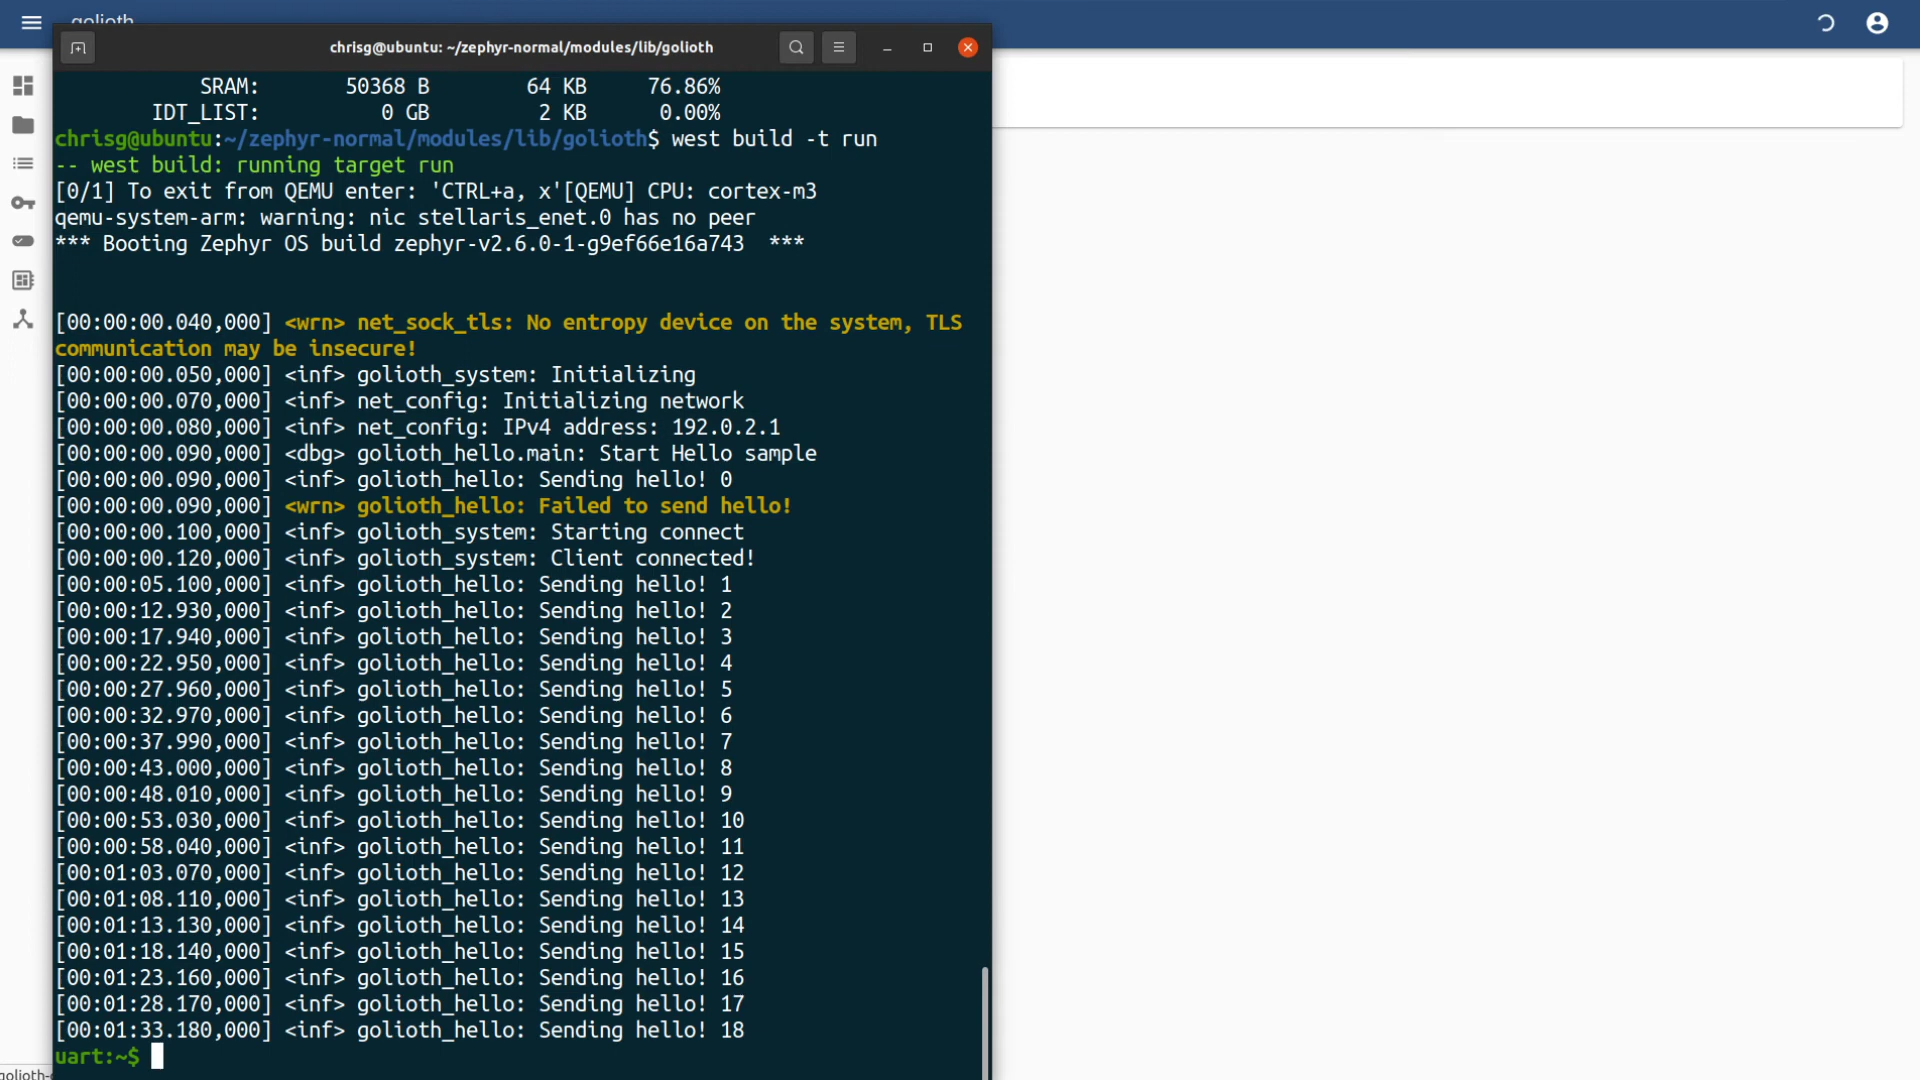 golioth
chrisg@ubuntu: ~/zephyr-normal/modules/lib/golioth
SRAM: 50368 B 64 KB 76.86%
IDT_LIST: 0 GB 2 KB 0.00%
chrisg@ubuntu:~/zephyr-normal/modules/lib/golioth$ west build -t run
-- west build: running target run
[0/1] To exit from QEMU enter: 'CTRL+a, x'[QEMU] CPU: cortex-m3
qemu-system-arm: warning: nic stellaris_enet.0 has no peer
*** Booting Zephyr OS build zephyr-v2.6.0-1-g9ef66e16a743 ***
[00:00:00.040,000] <wrn> net_sock_tls: No entropy device on the system, TLS
communication may be insecure!
[00:00:00.050,000] <inf> golioth_system: Initializing
[00:00:00.070,000] <inf> net_config: Initializing network
[00:00:00.080,000] <inf> net_config: IPv4 address: 192.0.2.1
[00:00:00.090,000] <dbg> golioth_hello.main: Start Hello sample
[00:00:00.090,000] <inf> golioth_hello: Sending hello! 0
[00:00:00.090,000] <wrn> golioth_hello: Failed to send hello!
[00:00:00.100,000] <inf> golioth_system: Starting connect
[00:00:00.120,000] <inf> golioth_system: Client connected!
[00:00:05.100,000] <inf> golioth_hello: Sending hello! 1
[00:00:12.930,000] <inf> golioth_hello: Sending hello! 2
[00:00:17.940,000] <inf> golioth_hello: Sending hello! 3
[00:00:22.950,000] <inf> golioth_hello: Sending hello! 4
[00:00:27.960,000] <inf> golioth_hello: Sending hello! 5
[00:00:32.970,000] <inf> golioth_hello: Sending hello! 6
[00:00:37.990,000] <inf> golioth_hello: Sending hello! 7
[00:00:43.000,000] <inf> golioth_hello: Sending hello! 8
[00:00:48.010,000] <inf> golioth_hello: Sending hello! 9
[00:00:53.030,000] <inf> golioth_hello: Sending hello! 10
[00:00:58.040,000] <inf> golioth_hello: Sending hello! 11
[00:01:03.070,000] <inf> golioth_hello: Sending hello! 12
[00:01:08.110,000] <inf> golioth_hello: Sending hello! 13
[00:01:13.130,000] <inf> golioth_hello: Sending hello! 14
[00:01:18.140,000] <inf> golioth_hello: Sending hello! 15
[00:01:23.160,000] <inf> golioth_hello: Sending hello! 16
[00:01:28.170,000] <inf> golioth_hello: Sending hello! 17
[00:01:33.180,000] <inf> golioth_hello: Sending hello! 18
uart:~$
golioth-